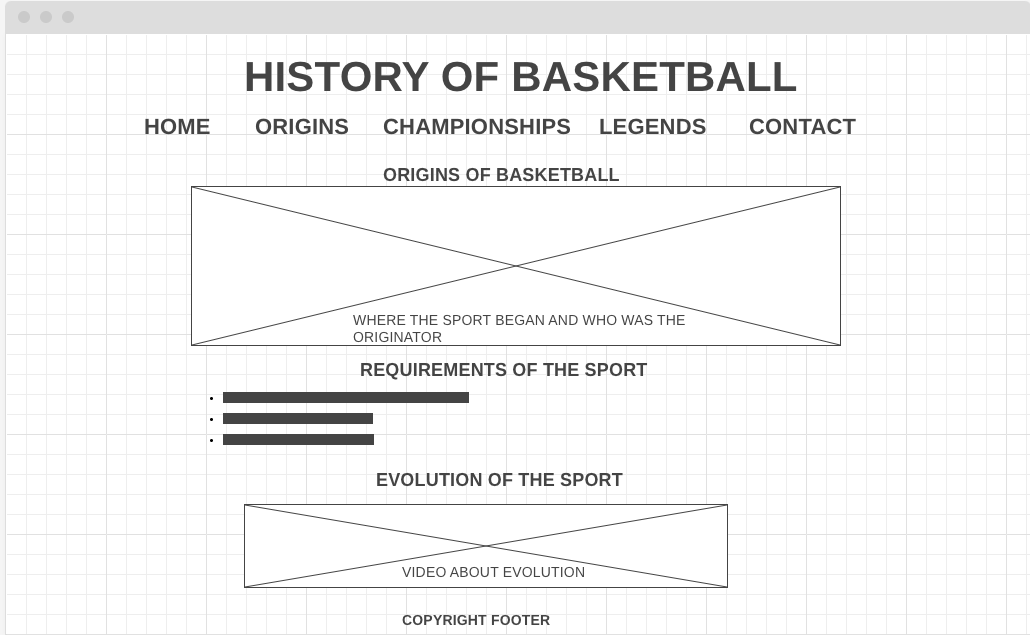 HISTORY OF BASKETBALL
HOME ORIGINS CHAMPIONSHIPS LEGENDS CONTACT
ORIGINS OF BASKETBALL
WHERE THE SPORT BEGAN AND WHO WAS THE
ORIGINATOR
REQUIREMENTS OF THE SPORT
EVOLUTION OF THE SPORT
VIDEO ABOUT EVOLUTION
COPYRIGHT FOOTER